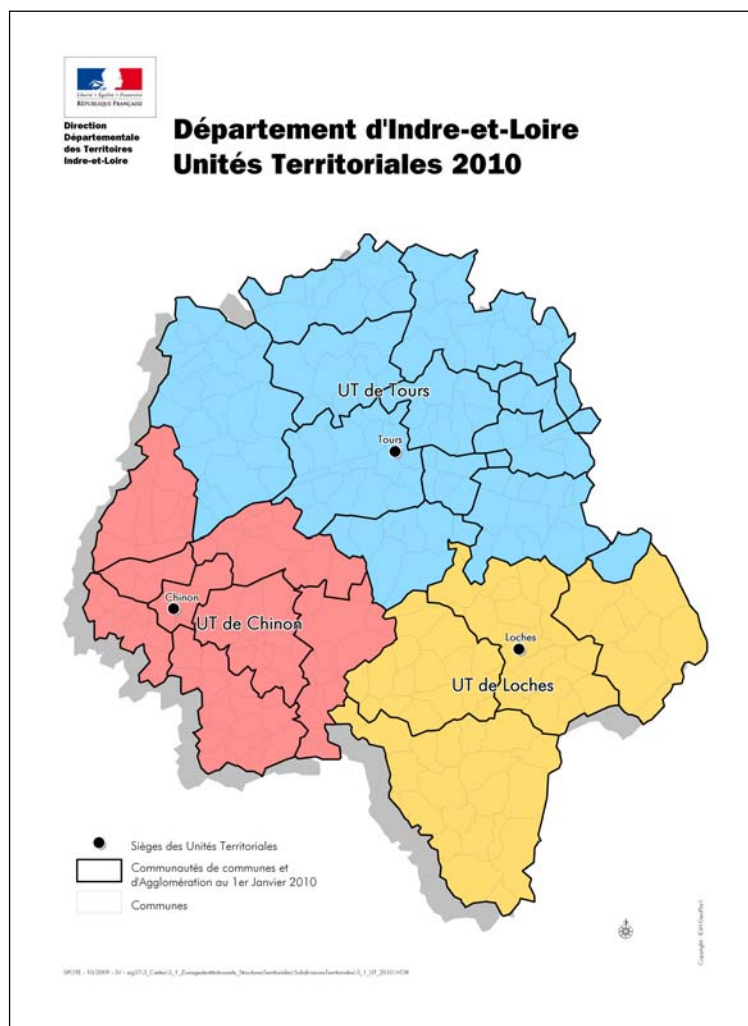 Liberté • Égalité • Fraternité
RÉPUBLIQUE FRANÇAISE
Direction
Départementale
des Territoires
Indre-et-Loire
Département d'Indre-et-Loire
Unités Territoriales 2010
UT de Tours
Tours
Chinon
UT de Chinon
Loches
UT de Loches
Sièges des Unités Territoriales
Communautés de communes et
d'Agglomération au 1er Janvier 2010
Communes